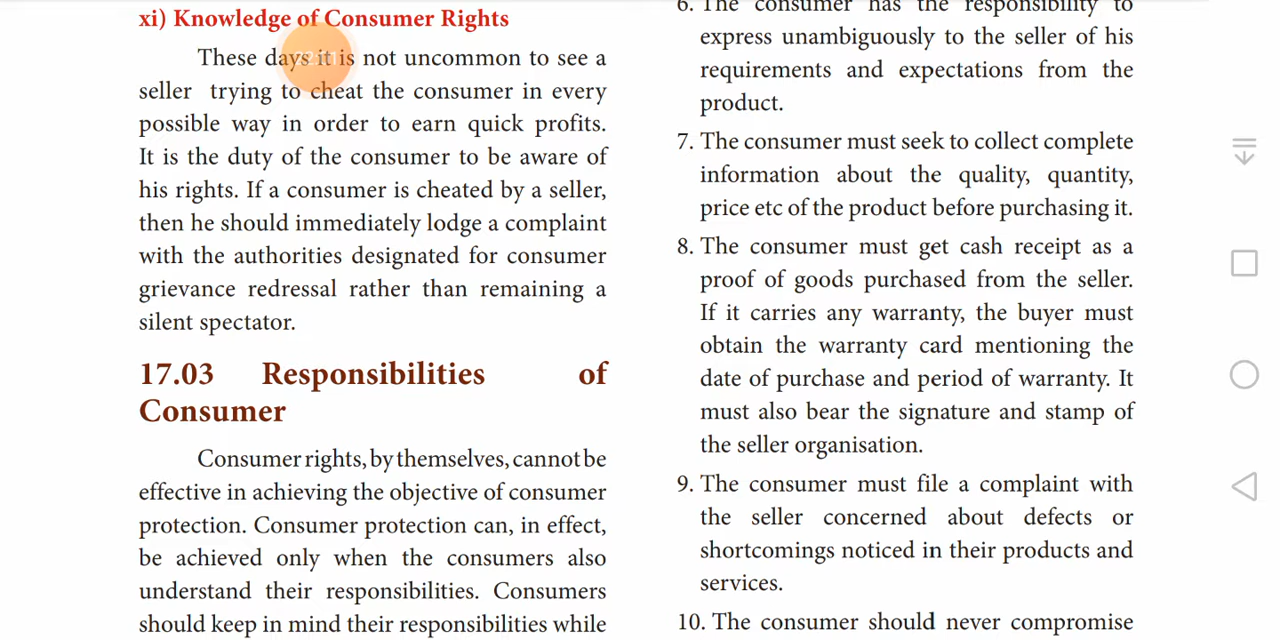 xi) Knowledge of Consumer Rights
These days it is not uncommon to see a
seller trying to cheat the consumer in every
possible way in order to earn quick profits.
It is the duty of the consumer to be aware of
his rights. If a consumer is cheated by a seller,
then he should immediately lodge a complaint
with the authorities designated for consumer
grievance redressal rather than remaining a
silent spectator.
17.03 Responsibilities of
Consumer
Consumer rights, by themselves, cannot be
effective in achieving the objective of consumer
protection. Consumer protection can, in effect,
be achieved only when the consumers also
understand their responsibilities. Consumers
should keep in mind their responsibilities while
6. The consumer has the responsibility to
express unambiguously to the seller of his
requirements and expectations from the
product.
7. The consumer must seek to collect complete
information about the quality, quantity,
price etc of the product before purchasing it.
8. The consumer must get cash receipt as a
proof of goods purchased from the seller.
If it carries any warranty, the buyer must
obtain the warranty card mentioning the
date of purchase and period of warranty. It
must also bear the signature and stamp of
the seller organisation.
9. The consumer must file a complaint with
the seller concerned about defects or
shortcomings noticed in their products and
services.
10. The consumer should never compromise